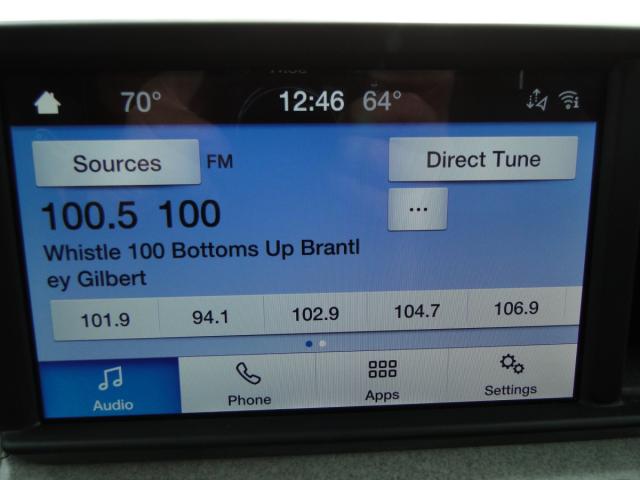 70° 12:46 64°
Sources FM Direct Tune
100.5 100 ...
Whistle 100 Bottoms Up Brantl
ey Gilbert
101.9 94.1 102.9 104.7 106.9
Audio Phone Apps Settings